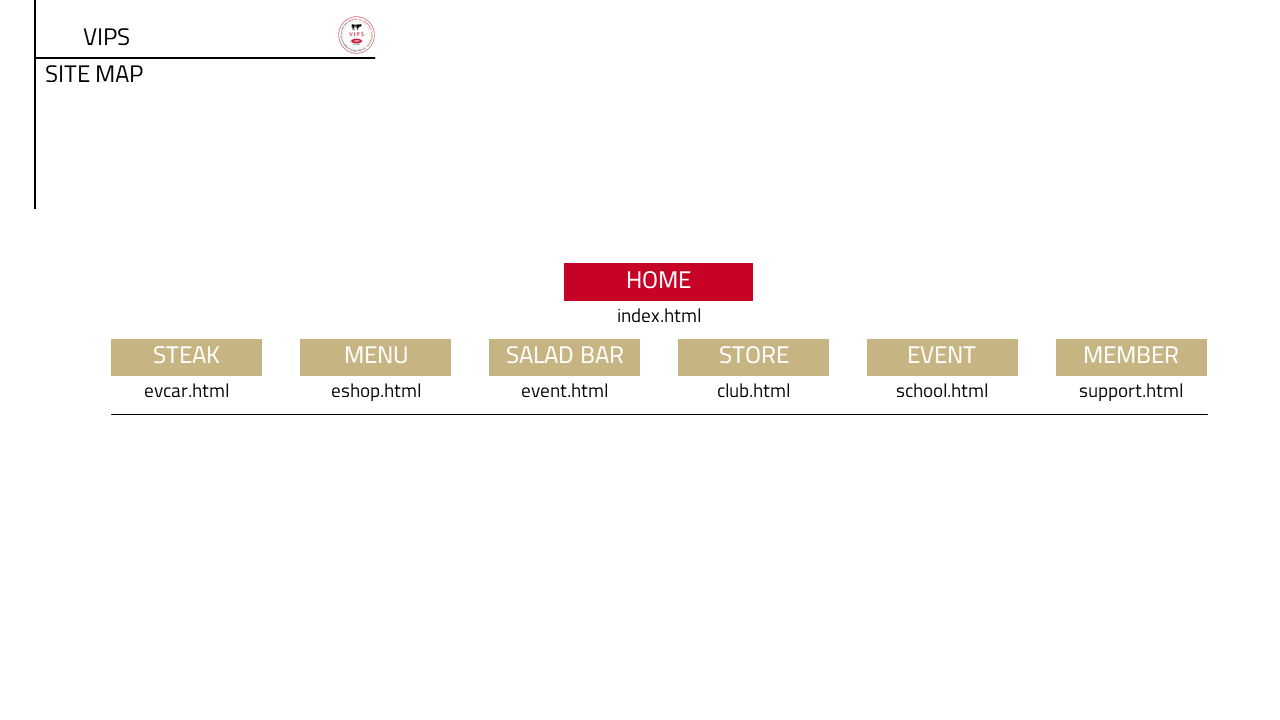 VIPS
VIPS
SITE MAP
HOME
index.html
STEAK
MENU
SALAD BAR
STORE
EVENT
MEMBER
evcar.html
eshop.html
event.html
club.html
school.html
support.html